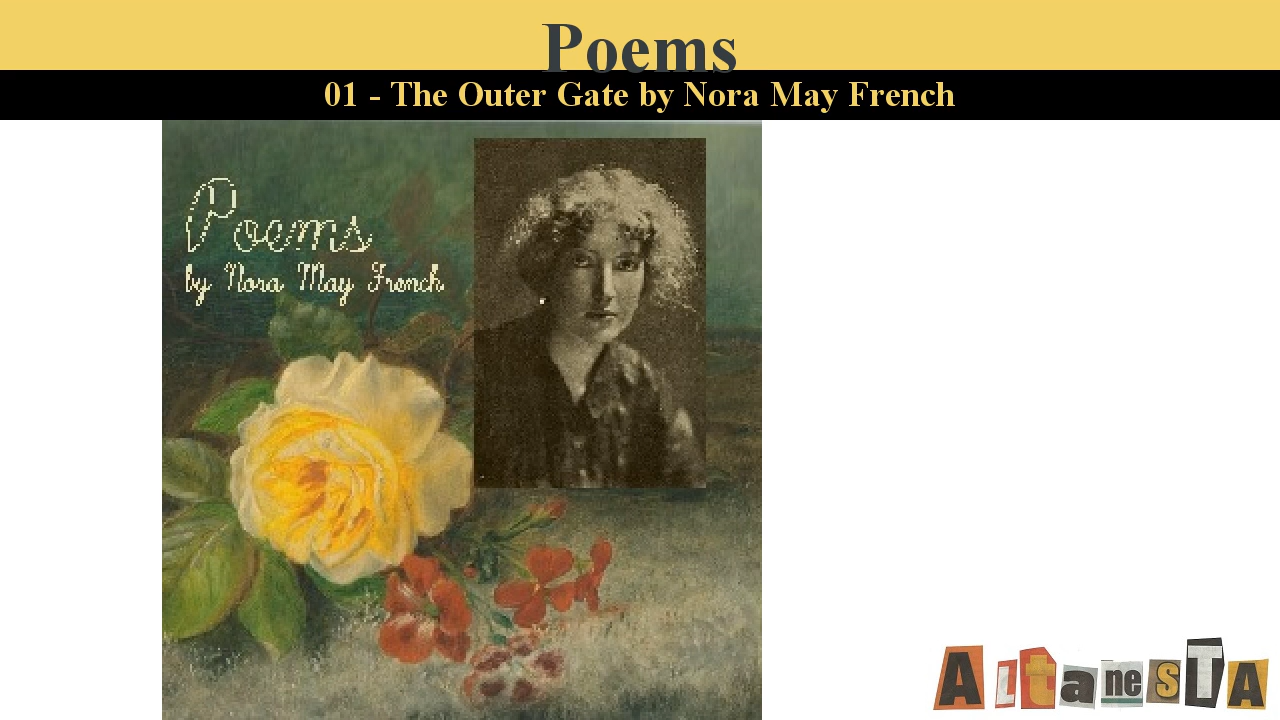 Poems
01 - The Outer Gate by Nora May French
Poems
by Nora May French
AltanesTA